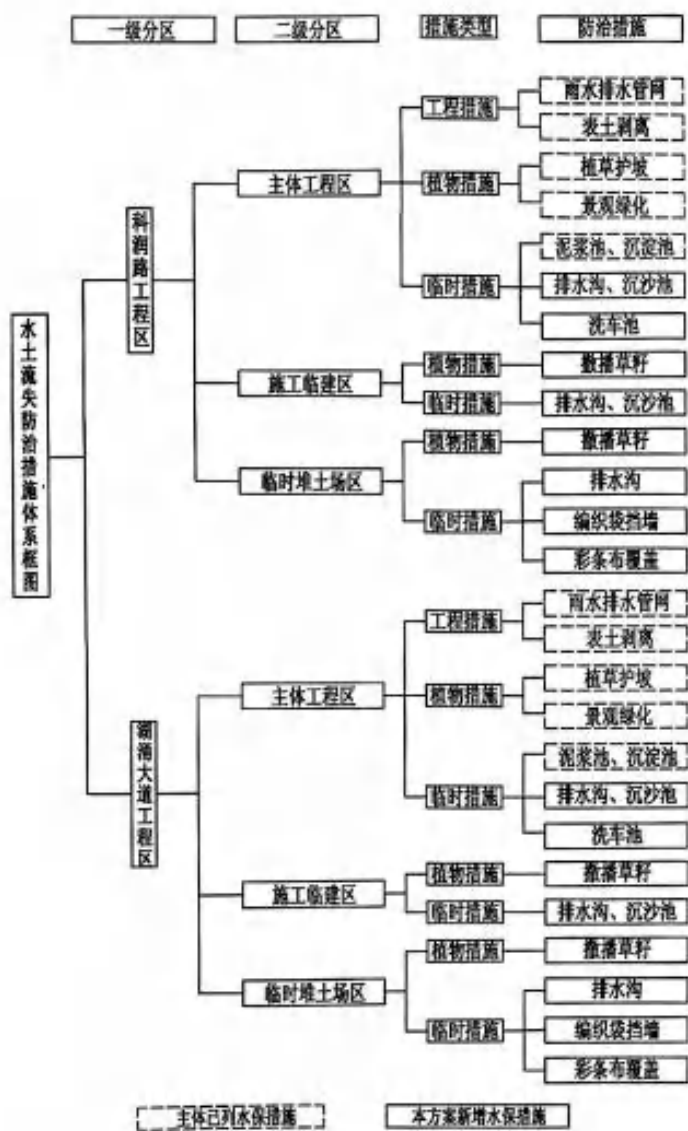 一级分区 二级分区 措施类型 防治措施
水土流失防治措施体系框图
科润路工程区
主体工程区
工程措施
雨水排水管网
表土剥离
植物措施
植草护坡
景观绿化
临时措施
泥浆池、沉淀池
排水沟、沉沙池
洗车池
施工临建区
植物措施
撒播草籽
临时措施
排水沟、沉沙池
临时堆土场区
植物措施
撒播草籽
临时措施
排水沟
编织袋挡墙
彩条布覆盖
湖涌大道工程区
主体工程区
工程措施
雨水排水管网
表土剥离
植物措施
植草护坡
景观绿化
临时措施
泥浆池、沉淀池
排水沟、沉沙池
洗车池
施工临建区
植物措施
撒播草籽
临时措施
排水沟、沉沙池
临时堆土场区
植物措施
撒播草籽
临时措施
排水沟
编织袋挡墙
彩条布覆盖
主体已列水保措施 本方案新增水保措施